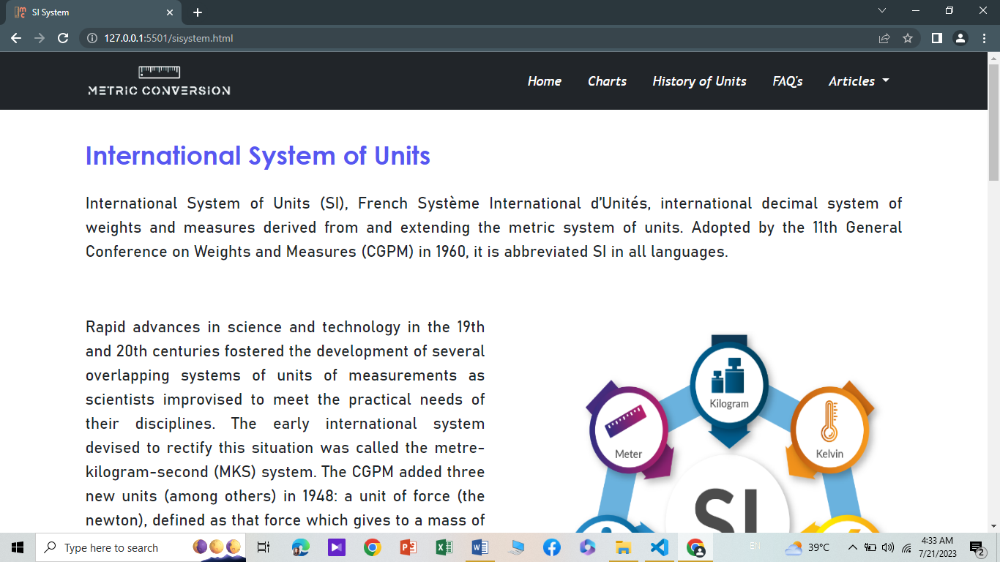 SI System
127.0.0.1:5501/sisystem.html
METRIC CONVERSION
Home Charts History of Units FAQ's Articles
International System of Units
International System of Units (SI), French Système International d'Unités, international decimal system of
weights and measures derived from and extending the metric system of units. Adopted by the 11th General
Conference on Weights and Measures (CGPM) in 1960, it is abbreviated SI in all languages.
Rapid advances in science and technology in the 19th
and 20th centuries fostered the development of several
overlapping systems of units of measurements as
scientists improvised to meet the practical needs of
their disciplines. The early international system
devised to rectify this situation was called the metre-
kilogram-second (MKS) system. The CGPM added three
new units (among others) in 1948: a unit of force (the
newton), defined as that force which gives to a mass of
Kilogram
Meter
Kelvin
SI
Type here to search
EN
39°C
4:33 AM
7/21/2023
2